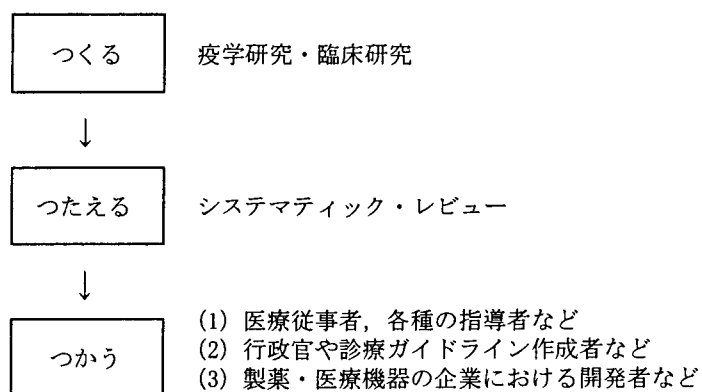 つくる 疫学研究・臨床研究
↓
つたえる システマティック・レビュー
↓
つかう
(1) 医療従事者，各種の指導者など
(2) 行政官や診療ガイドライン作成者など
(3) 製薬・医療機器の企業における開発者など